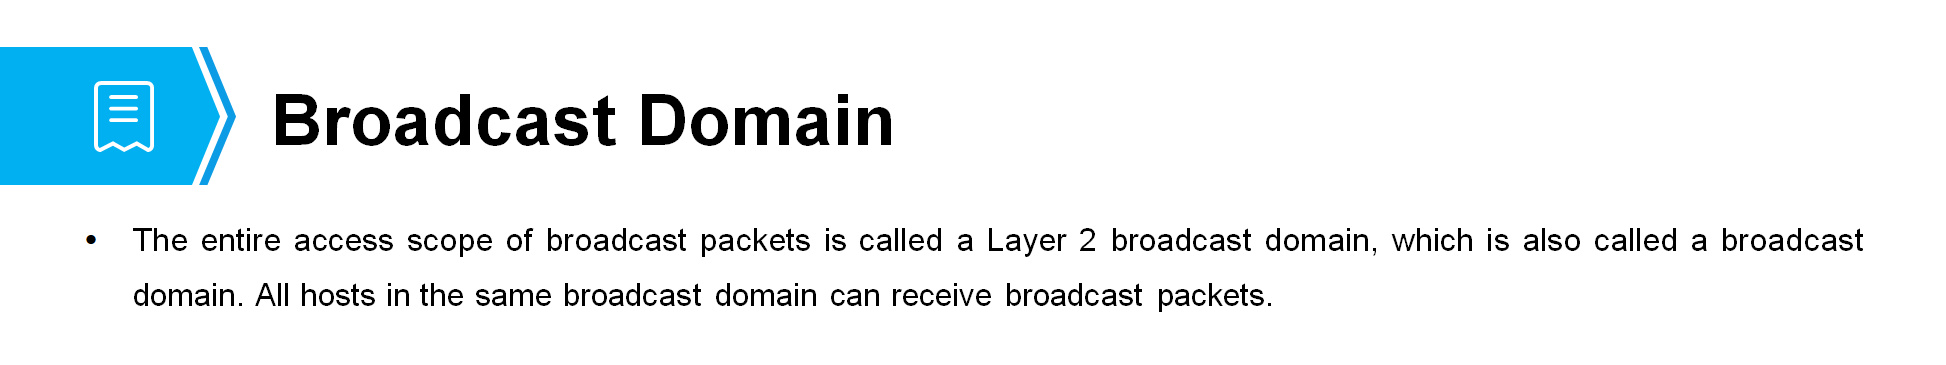 Broadcast Domain
• The entire access scope of broadcast packets is called a Layer 2 broadcast domain, which is also called a broadcast
domain. All hosts in the same broadcast domain can receive broadcast packets.